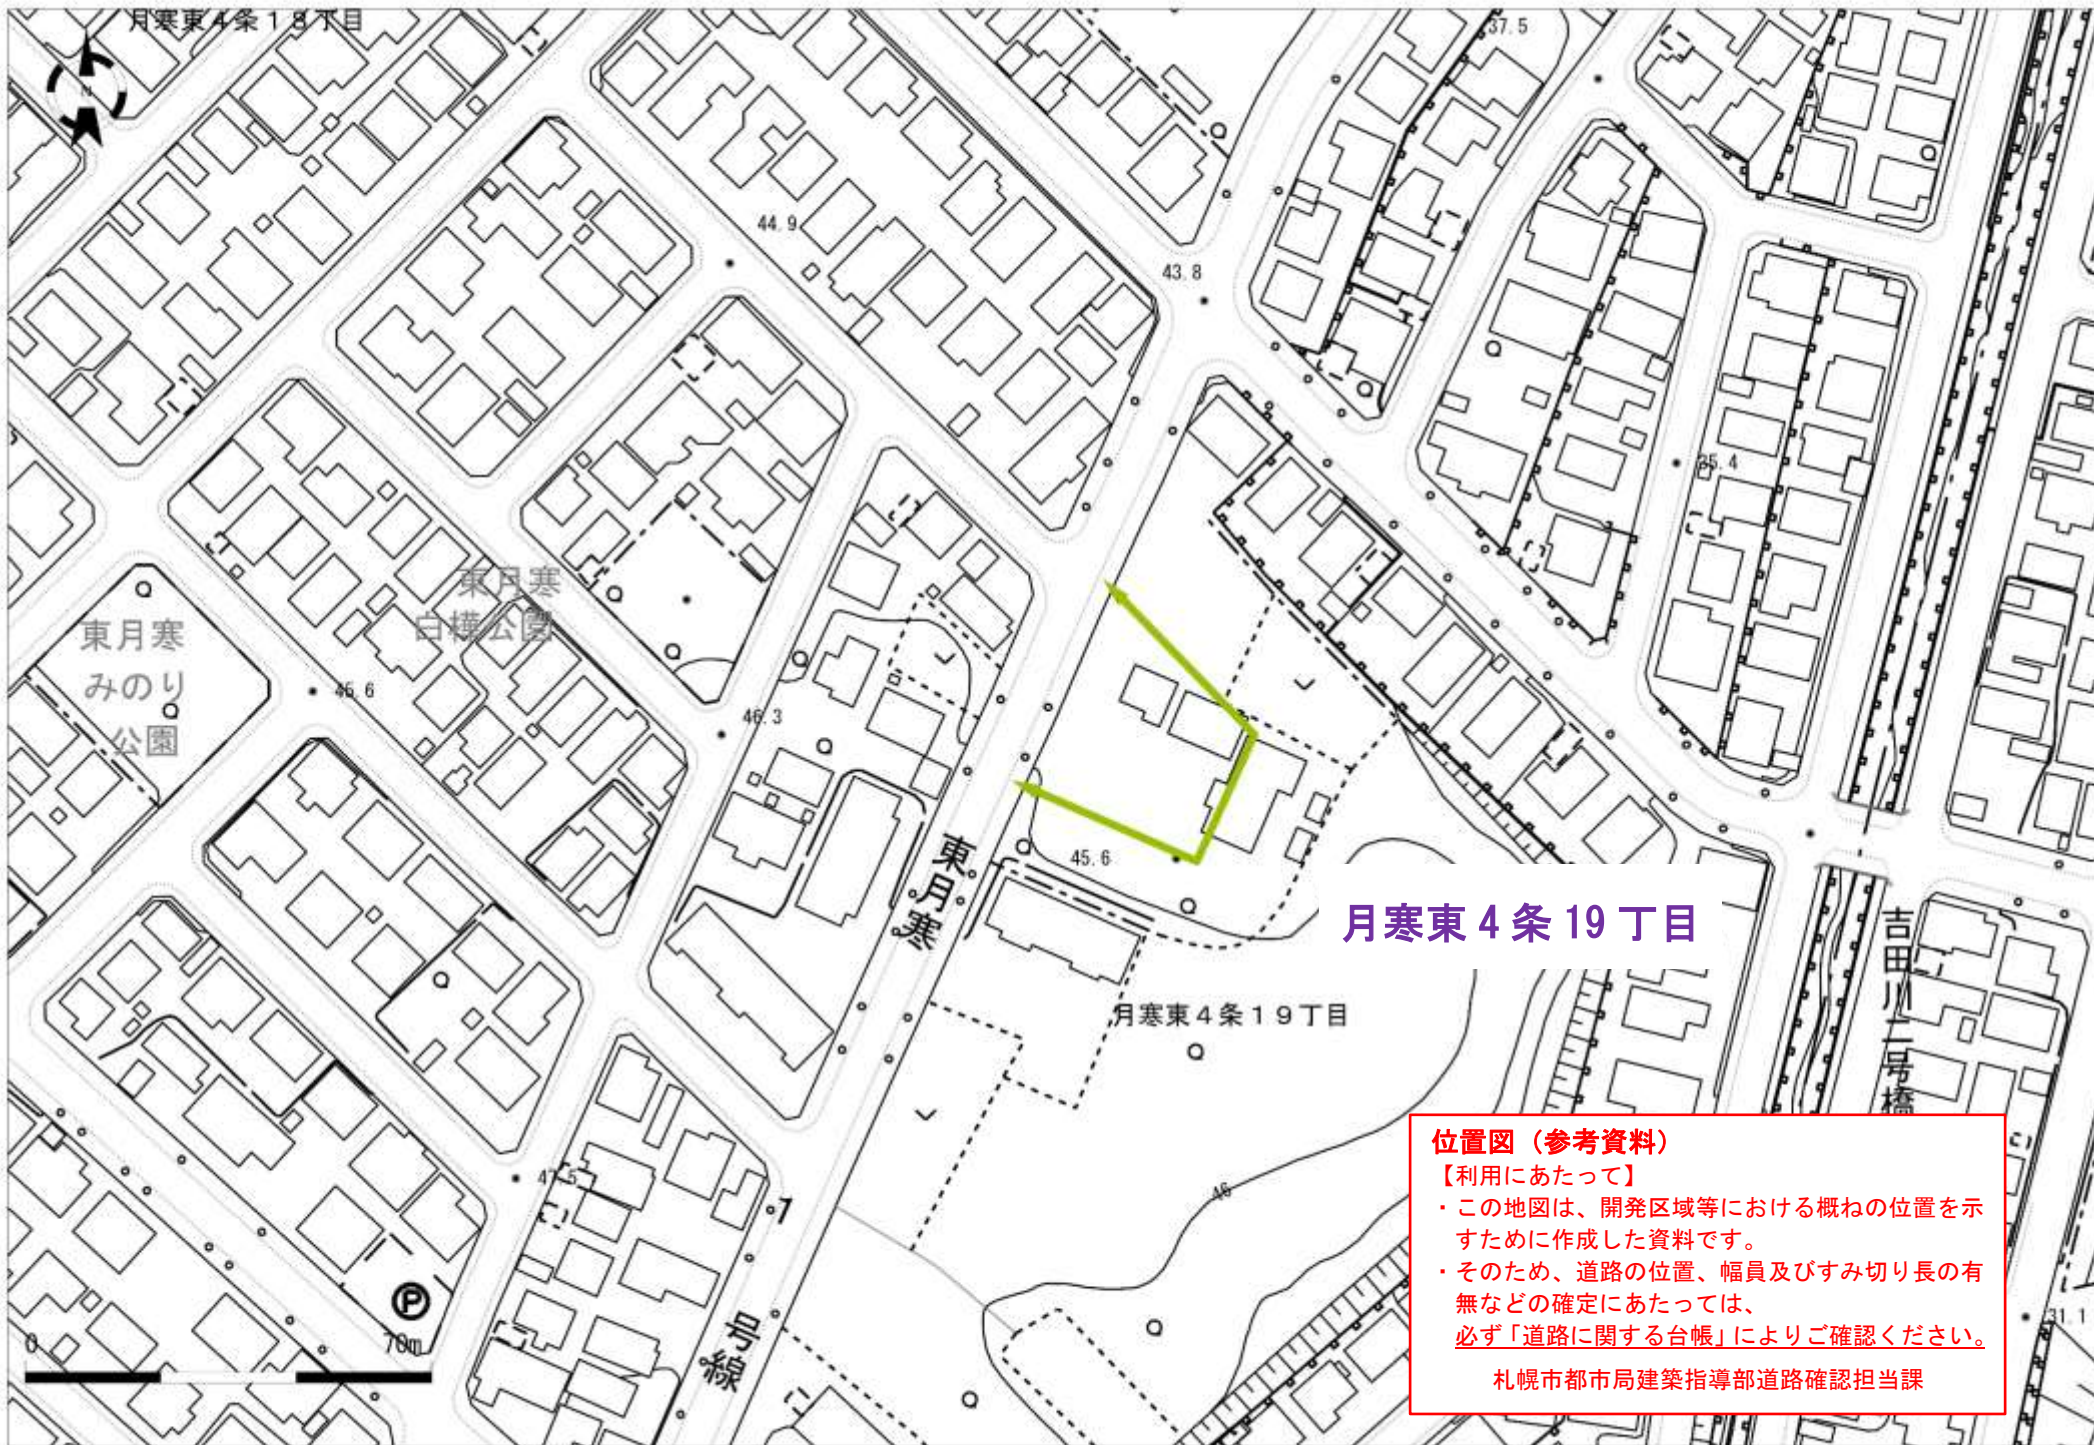 月寒東４条１８丁目
N
37.5
44.9
43.8
35.4
東月寒
白樺公園
東月寒
みのり
公園
45.6
46.3
45.6
東月寒
月寒東４条19丁目
吉田川二号橋
月寒東４条１９丁目
46
47.5
1
号線
P
0
70m
31.1
位置図（参考資料）
【利用にあたって】
・この地図は、開発区域等における概ねの位置を示
すために作成した資料です。
・そのため、道路の位置、幅員及びすみ切り長の有
無などの確定にあたっては、
必ず「道路に関する台帳」によりご確認ください。
札幌市都市局建築指導部道路確認担当課